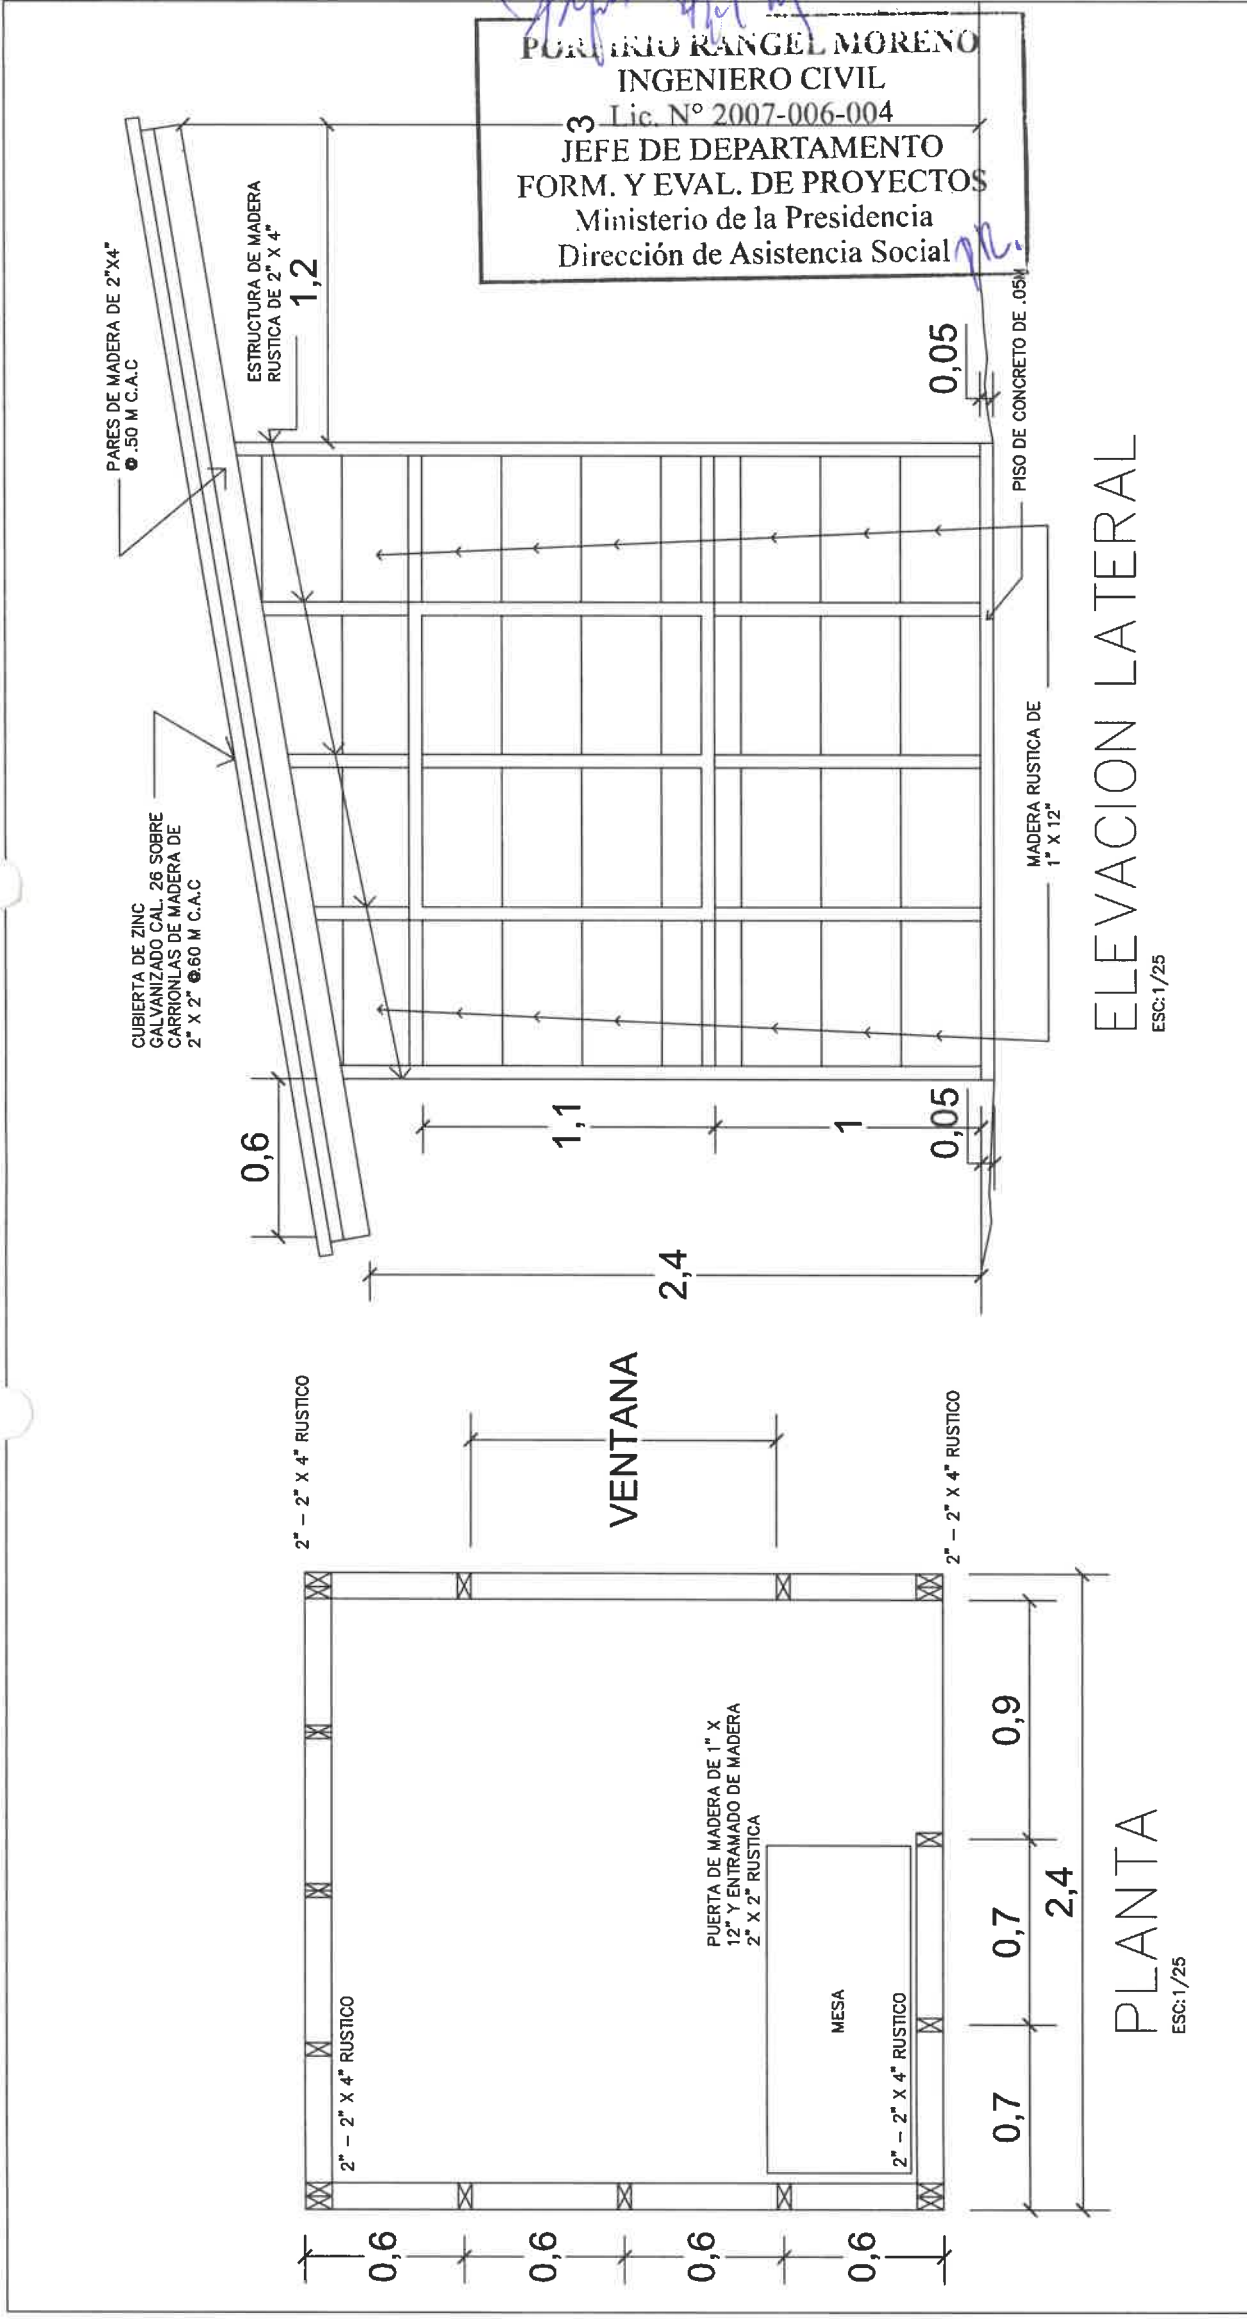 PORFIRIO RANGEL MORENO
INGENIERO CIVIL
Lic. N° 2007-006-004
JEFE DE DEPARTAMENTO
FORM. Y EVAL. DE PROYECTOS
Ministerio de la Presidencia
Dirección de Asistencia Social
2" – 2" X 4" RUSTICO
2" – 2" X 4" RUSTICO
0,6
0,6
0,6
0,6
VENTANA
PUERTA DE MADERA DE 1" X
12" Y ENTRAMADO DE MADERA
2" X 2" RUSTICA
MESA
2" – 2" X 4" RUSTICO
2" – 2" X 4" RUSTICO
0,7
0,7
0,9
2,4
PLANTA
ESC:1/25
CUBIERTA DE ZINC
GALVANIZADO CAL. 26 SOBRE
CARRIONLAS DE MADERA DE
2" X 2" @.60 M C.A.C
PARES DE MADERA DE 2"X4"
@ .50 M C.A.C
ESTRUCTURA DE MADERA
RUSTICA DE 2" X 4"
0,6
1,2
3
1,1
1
2,4
0,05
0,05
PISO DE CONCRETO DE .05M
MADERA RUSTICA DE
1" X 12"
ELEVACION LATERAL
ESC:1/25